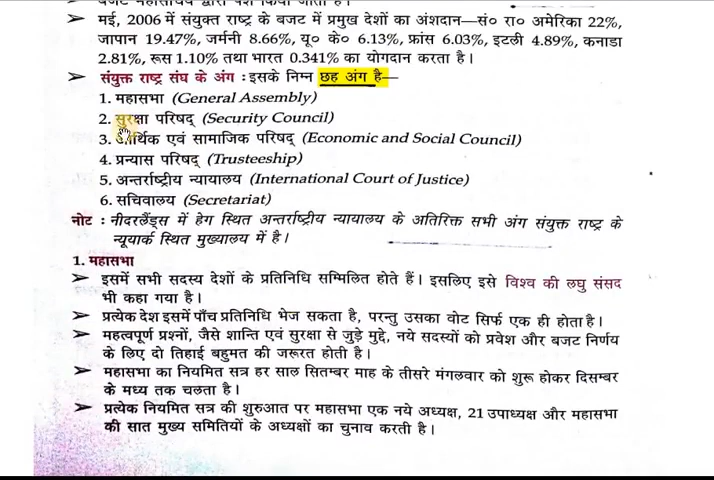 बजट महासचिव द्वारा पेश किया जाता है।
➢ मई, 2006 में संयुक्त राष्ट्र के बजट में प्रमुख देशों का अंशदान—सं० रा० अमेरिका 22%,
जापान 19.47%, जर्मनी 8.66%, यू० के० 6.13%, फ्रांस 6.03%, इटली 4.89%, कनाडा
2.81%, रूस 1.10% तथा भारत 0.341% का योगदान करता है।
➢ संयुक्त राष्ट्र संघ के अंग : इसके निम्न छह अंग है—
1. महासभा (General Assembly)
2. सुरक्षा परिषद् (Security Council)
3. आर्थिक एवं सामाजिक परिषद् (Economic and Social Council)
4. प्रन्यास परिषद् (Trusteeship)
5. अन्तर्राष्ट्रीय न्यायालय (International Court of Justice)
6. सचिवालय (Secretariat)
नोट : नीदरलैंड्स में हेग स्थित अन्तर्राष्ट्रीय न्यायालय के अतिरिक्त सभी अंग संयुक्त राष्ट्र के
न्यूयार्क स्थित मुख्यालय में है।
1. महासभा
➢ इसमें सभी सदस्य देशों के प्रतिनिधि सम्मिलित होते हैं। इसलिए इसे विश्व की लघु संसद
भी कहा गया है।
➢ प्रत्येक देश इसमें पाँच प्रतिनिधि भेज सकता है, परन्तु उसका वोट सिर्फ एक ही होता है।
➢ महत्वपूर्ण प्रश्नों, जैसे शान्ति एवं सुरक्षा से जुड़े मुद्दे, नये सदस्यों को प्रवेश और बजट निर्णय
के लिए दो तिहाई बहुमत की जरूरत होती है।
➢ महासभा का नियमित सत्र हर साल सितम्बर माह के तीसरे मंगलवार को शुरू होकर दिसम्बर
के मध्य तक चलता है।
➢ प्रत्येक नियमित सत्र की शुरुआत पर महासभा एक नये अध्यक्ष, 21 उपाध्यक्ष और महासभा
की सात मुख्य समितियों के अध्यक्षों का चुनाव करती है।